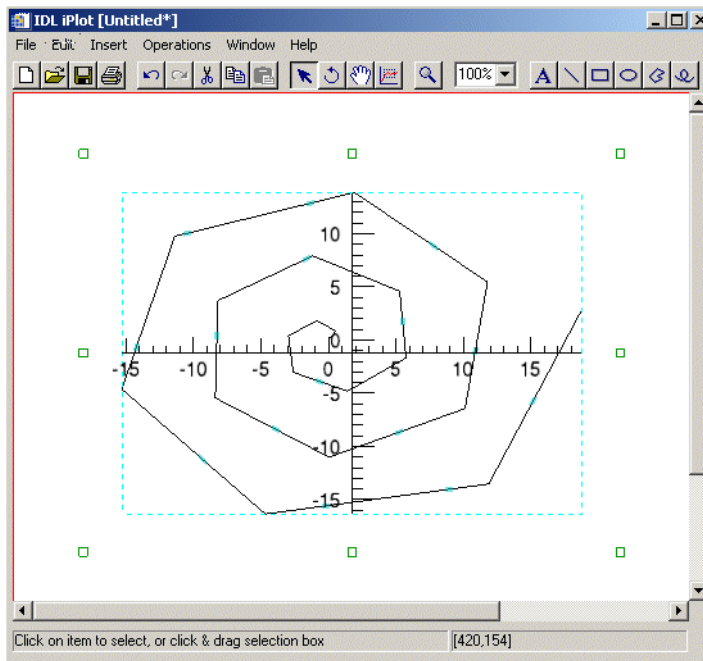 IDL iPlot [Untitled*]
File Edit Insert Operations Window Help
100% A
10
5
0
-15 -10 -5 0 5 10 15
-5
-10
-15
Click on item to select, or click & drag selection box [420,154]